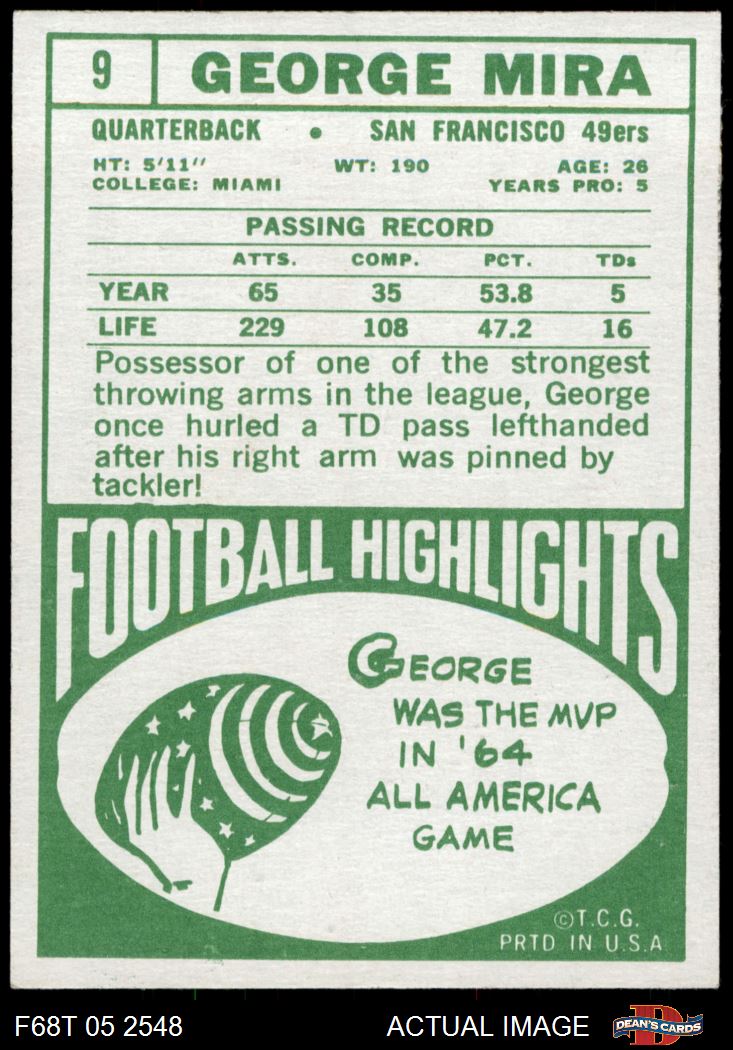 9 GEORGE MIRA
QUARTERBACK • SAN FRANCISCO 49ers
HT: 5'11" WT: 190 AGE: 26
COLLEGE: MIAMI YEARS PRO: 5
PASSING RECORD
ATTS. COMP. PCT. TDs
YEAR 65 35 53.8 5
LIFE 229 108 47.2 16
Possessor of one of the strongest
throwing arms in the league, George
once hurled a TD pass lefthanded
after his right arm was pinned by
tackler!
FOOTBALL HIGHLIGHTS
GEORGE
WAS THE MVP
IN '64
ALL AMERICA
GAME
©T.C.G.
PRTD IN U.S.A
F68T 05 2548 ACTUAL IMAGE D DEAN'S CARDS